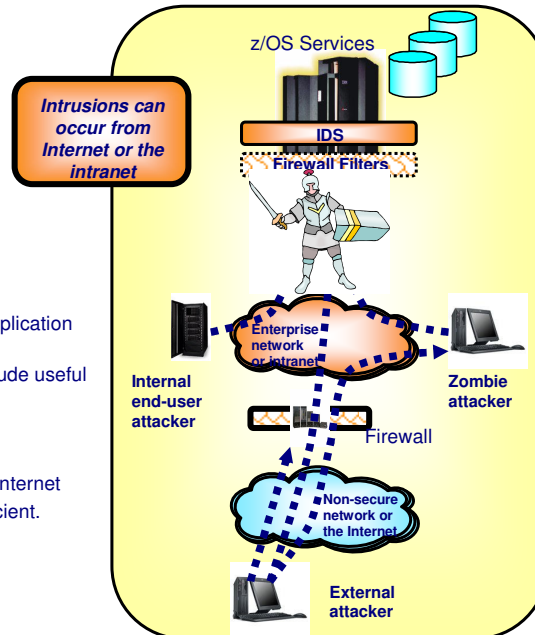 z/OS Services
Intrusions can
occur from
Internet or the
intranet
IDS
Firewall Filters
plication
ude useful
Enterprise
network
or intranet
Internal
end-user
attacker
Zombie
attacker
Firewall
nternet
cient.
Non-secure
network or
the Internet
External
attacker